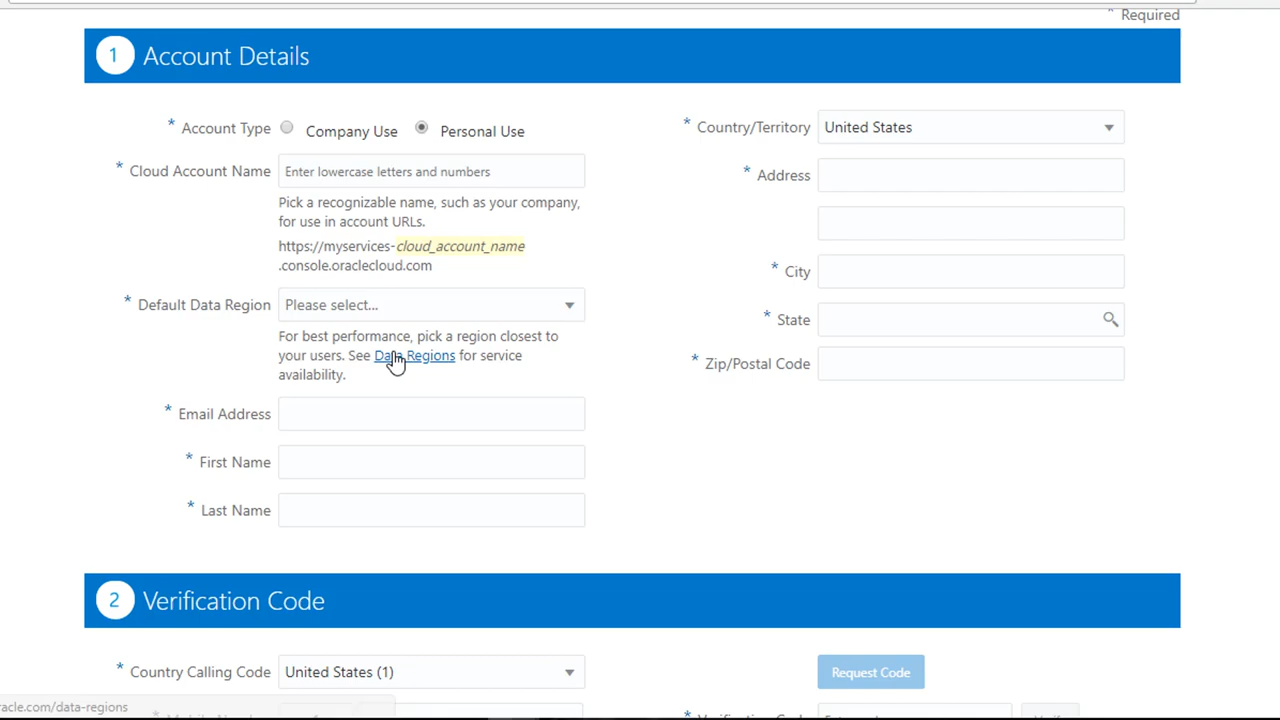 * Required
1 Account Details
* Account Type Company Use Personal Use
* Cloud Account Name Enter lowercase letters and numbers
Pick a recognizable name, such as your company,
for use in account URLs.
https://myservices-cloud_account_name
.console.oraclecloud.com
* Default Data Region Please select...
For best performance, pick a region closest to
your users. See Data Regions for service
availability.
* Email Address
* First Name
* Last Name
* Country/Territory United States
* Address
* City
* State
* Zip/Postal Code
2 Verification Code
* Country Calling Code United States (1)
Request Code
racle.com/data-regions